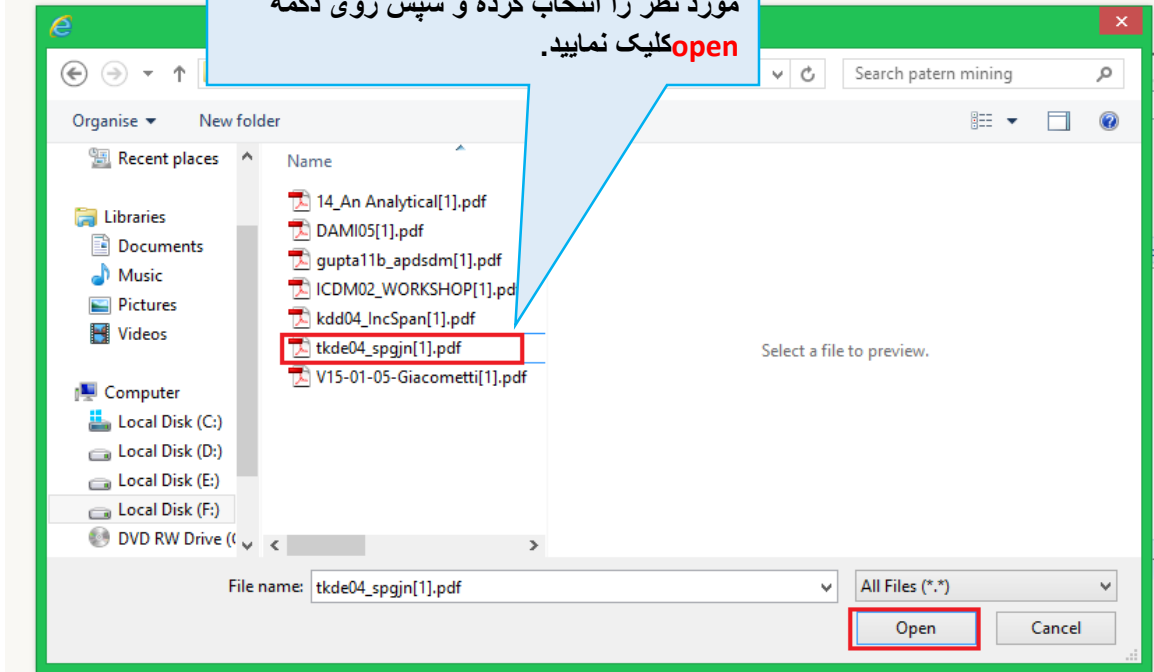 مورد نظر را انتخاب کرده و سپس روی دکمه
openکلیک نمایید.
Search patern mining
Organise
New folder
Recent places
Libraries
Documents
Music
Pictures
Videos
Computer
Local Disk (C:)
Local Disk (D:)
Local Disk (E:)
Local Disk (F:)
DVD RW Drive (
Name
14_An Analytical[1].pdf
DAMI05[1].pdf
gupta11b_apdsdm[1].pdf
ICDM02_WORKSHOP[1].pd
kdd04_IncSpan[1].pdf
tkde04_spgjn[1].pdf
V15-01-05-Giacometti[1].pdf
Select a file to preview.
File name: tkde04_spgjn[1].pdf
All Files (*.*)
Open
Cancel